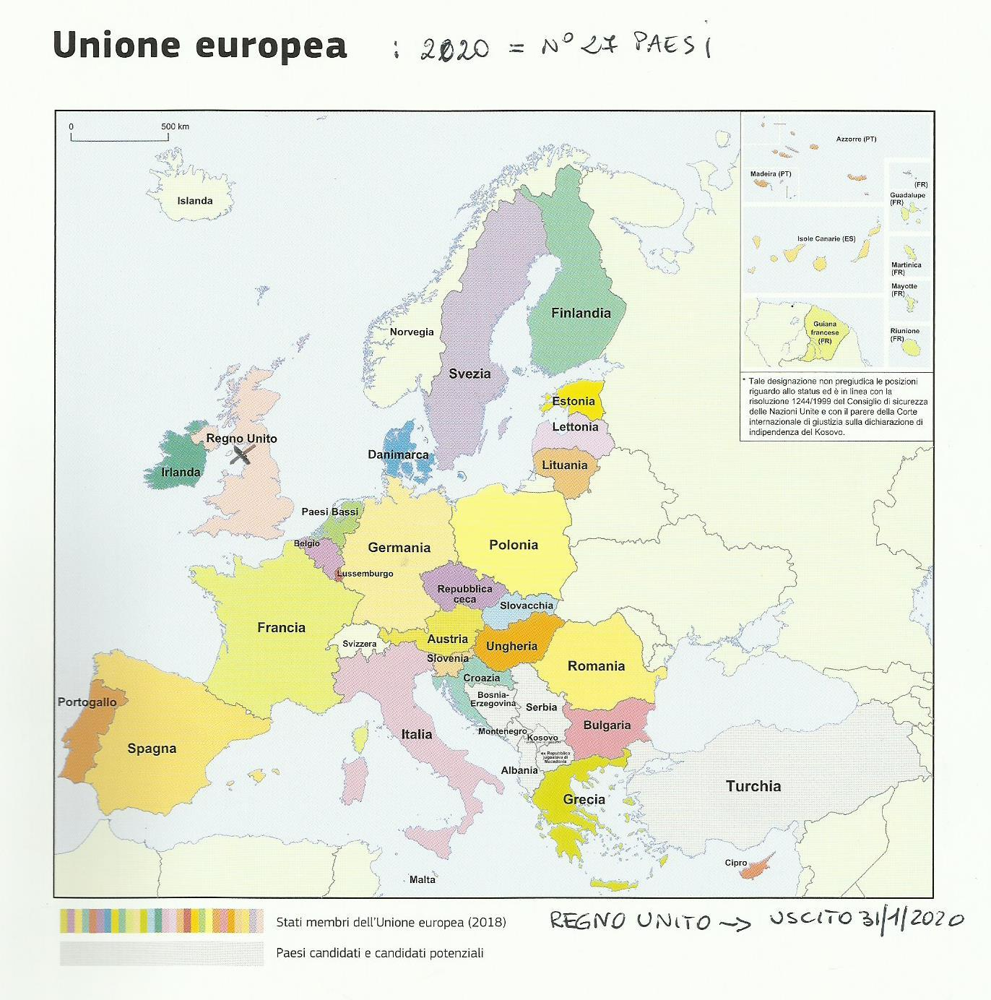 Unione europea : 2020 = N° 27 PAESI
0 500 km
Islanda
Norvegia
Svezia
Finlandia
Estonia
Lettonia
Lituania
Danimarca
Regno Unito
Irlanda
Paesi Bassi
Belgio
Lussemburgo
Germania
Polonia
Repubblica
ceca
Slovacchia
Francia
Svizzera
Austria
Ungheria
Slovenia
Croazia
Romania
Bosnia-
Erzegovina
Serbia
Montenegro
Kosovo
Bulgaria
ex Repubblica
jugoslava di
Macedonia
Albania
Portogallo
Spagna
Italia
Grecia
Turchia
Malta
Cipro
Azzorre (PT)
Madeira (PT)
(FR)
Guadalupe
(FR)
Isole Canarie (ES)
Martinica
(FR)
Mayotte
(FR)
Guiana
francese
(FR)
Riunione
(FR)
* Tale designazione non pregiudica le posizioni
riguardo allo status ed è in linea con la
risoluzione 1244/1999 del Consiglio di sicurezza
delle Nazioni Unite e con il parere della Corte
internazionale di giustizia sulla dichiarazione di
indipendenza del Kosovo.
Stati membri dell'Unione europea (2018)
REGNO UNITO → USCITO 31/1/2020
Paesi candidati e candidati potenziali